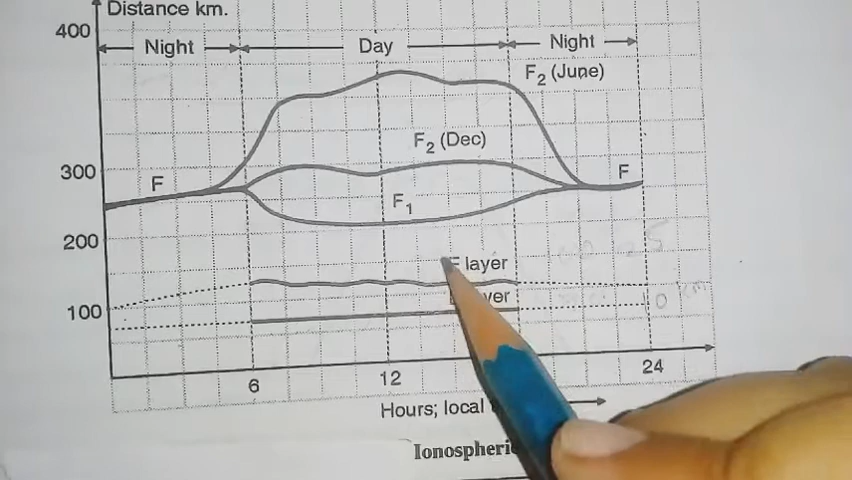 Distance km.
400
Night
Day
Night
F2 (June)
F2 (Dec)
300
F
F
F1
200
layer
100
6
12
24
Hours; local
Ionospheric